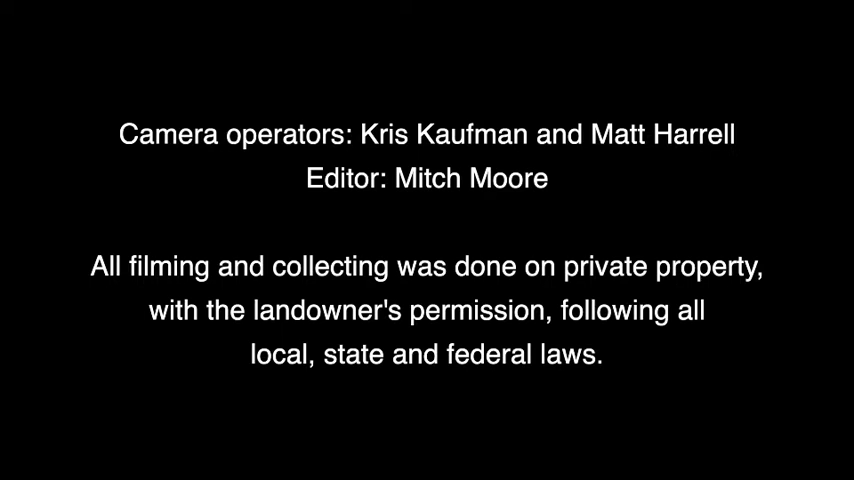 Camera operators: Kris Kaufman and Matt Harrell
Editor: Mitch Moore
All filming and collecting was done on private property,
with the landowner's permission, following all
local, state and federal laws.